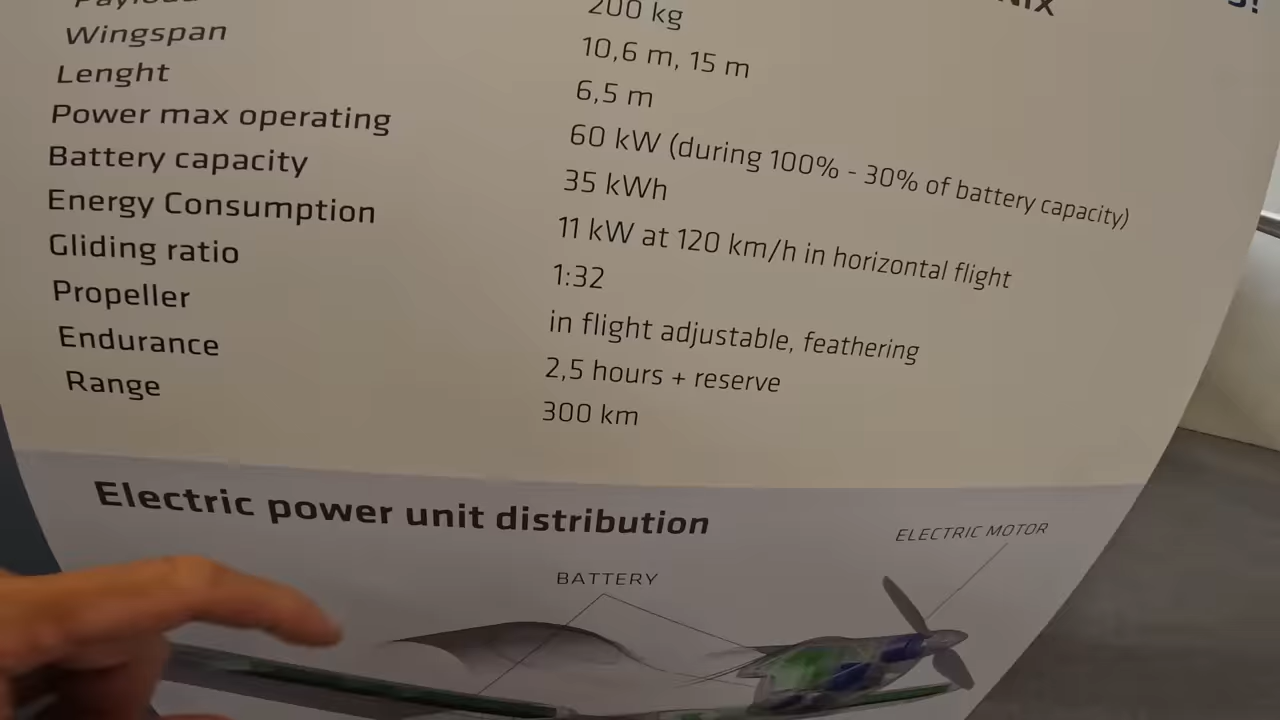 Payload 200 kg
Wingspan 10,6 m, 15 m
Lenght 6,5 m
Power max operating 60 kW (during 100% - 30% of battery capacity)
Battery capacity 35 kWh
Energy Consumption 11 kW at 120 km/h in horizontal flight
Gliding ratio 1:32
Propeller in flight adjustable, feathering
Endurance 2,5 hours + reserve
Range 300 km
Electric power unit distribution
ELECTRIC MOTOR
BATTERY